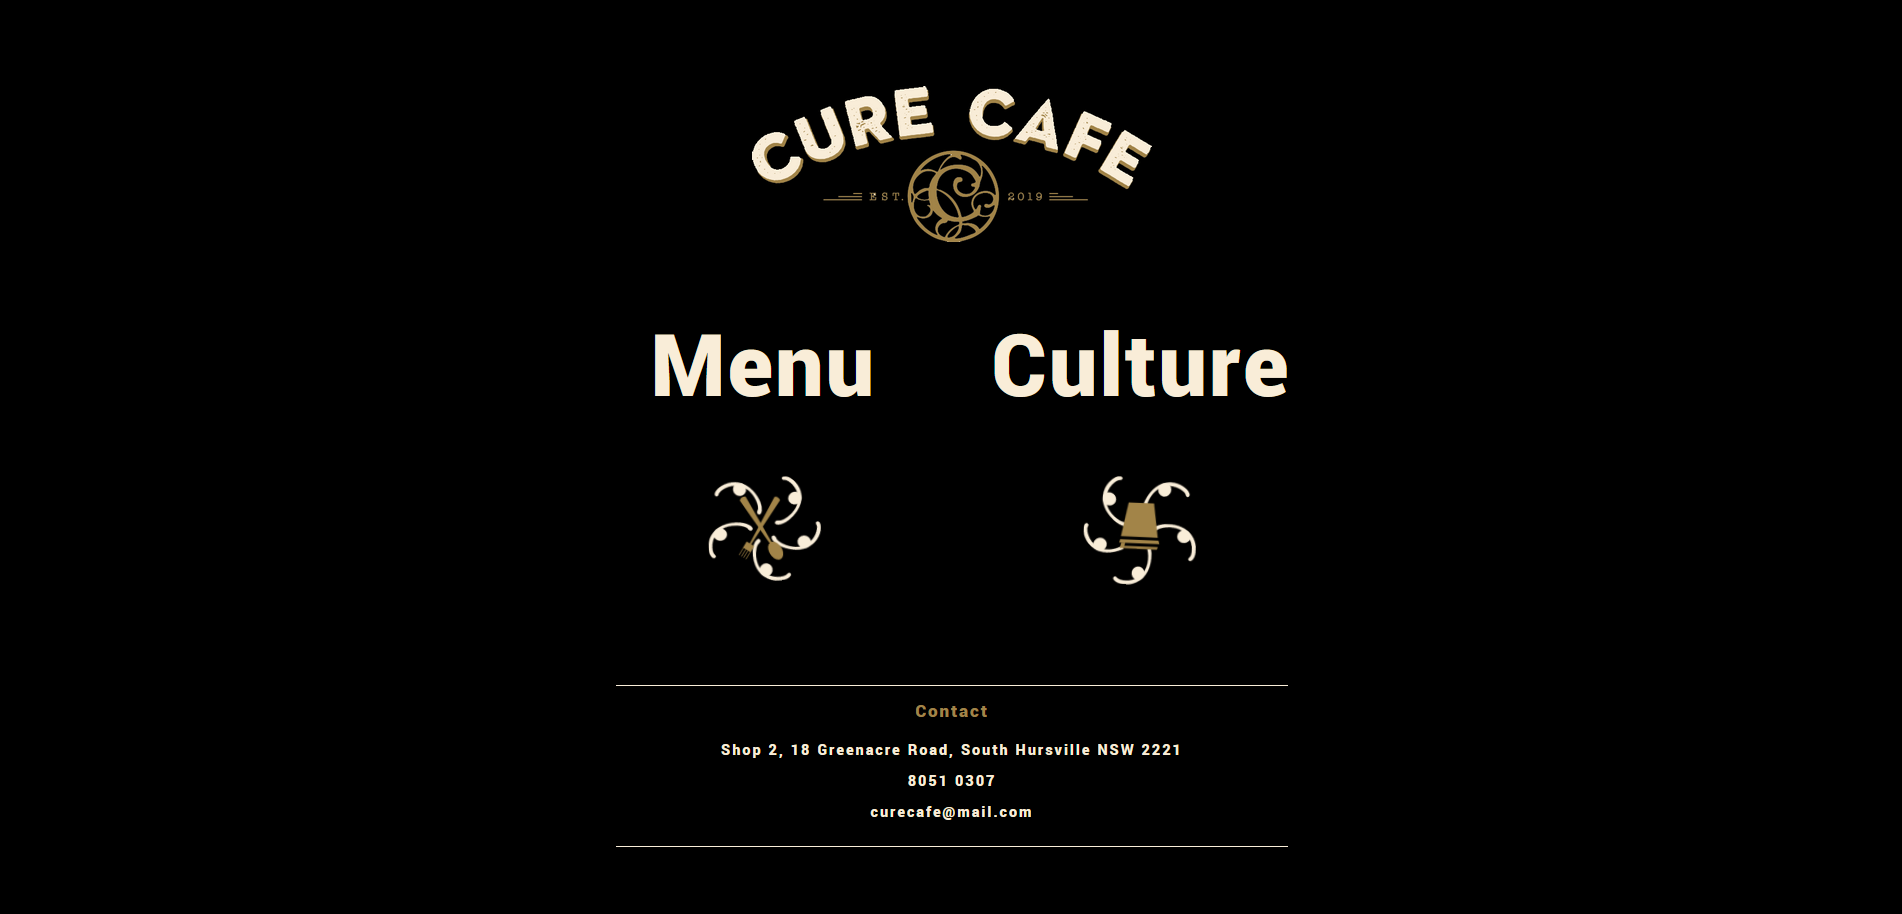 CURE CAFE
EST. 2019
Menu Culture
Contact
Shop 2, 18 Greenacre Road, South Hursville NSW 2221
8051 0307
curecafe@mail.com